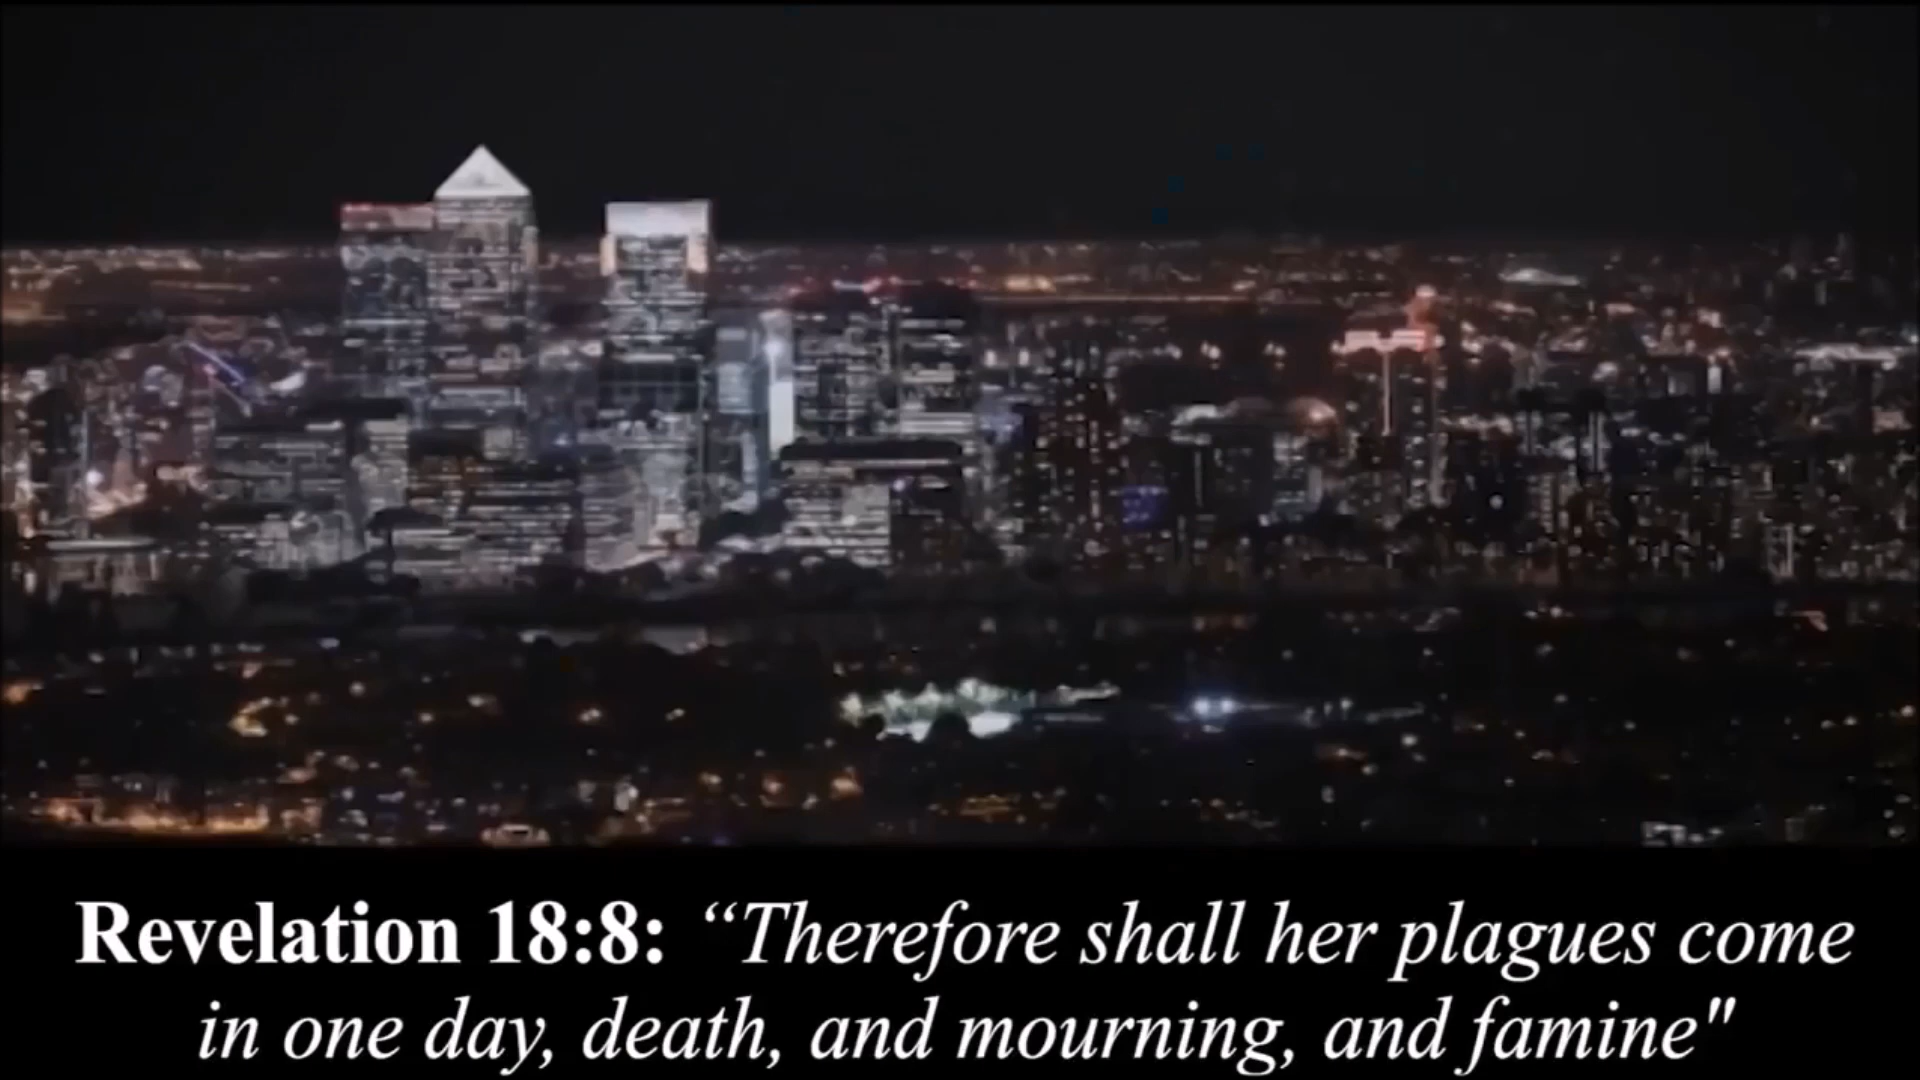 Revelation 18:8: “Therefore shall her plagues come
in one day, death, and mourning, and famine"